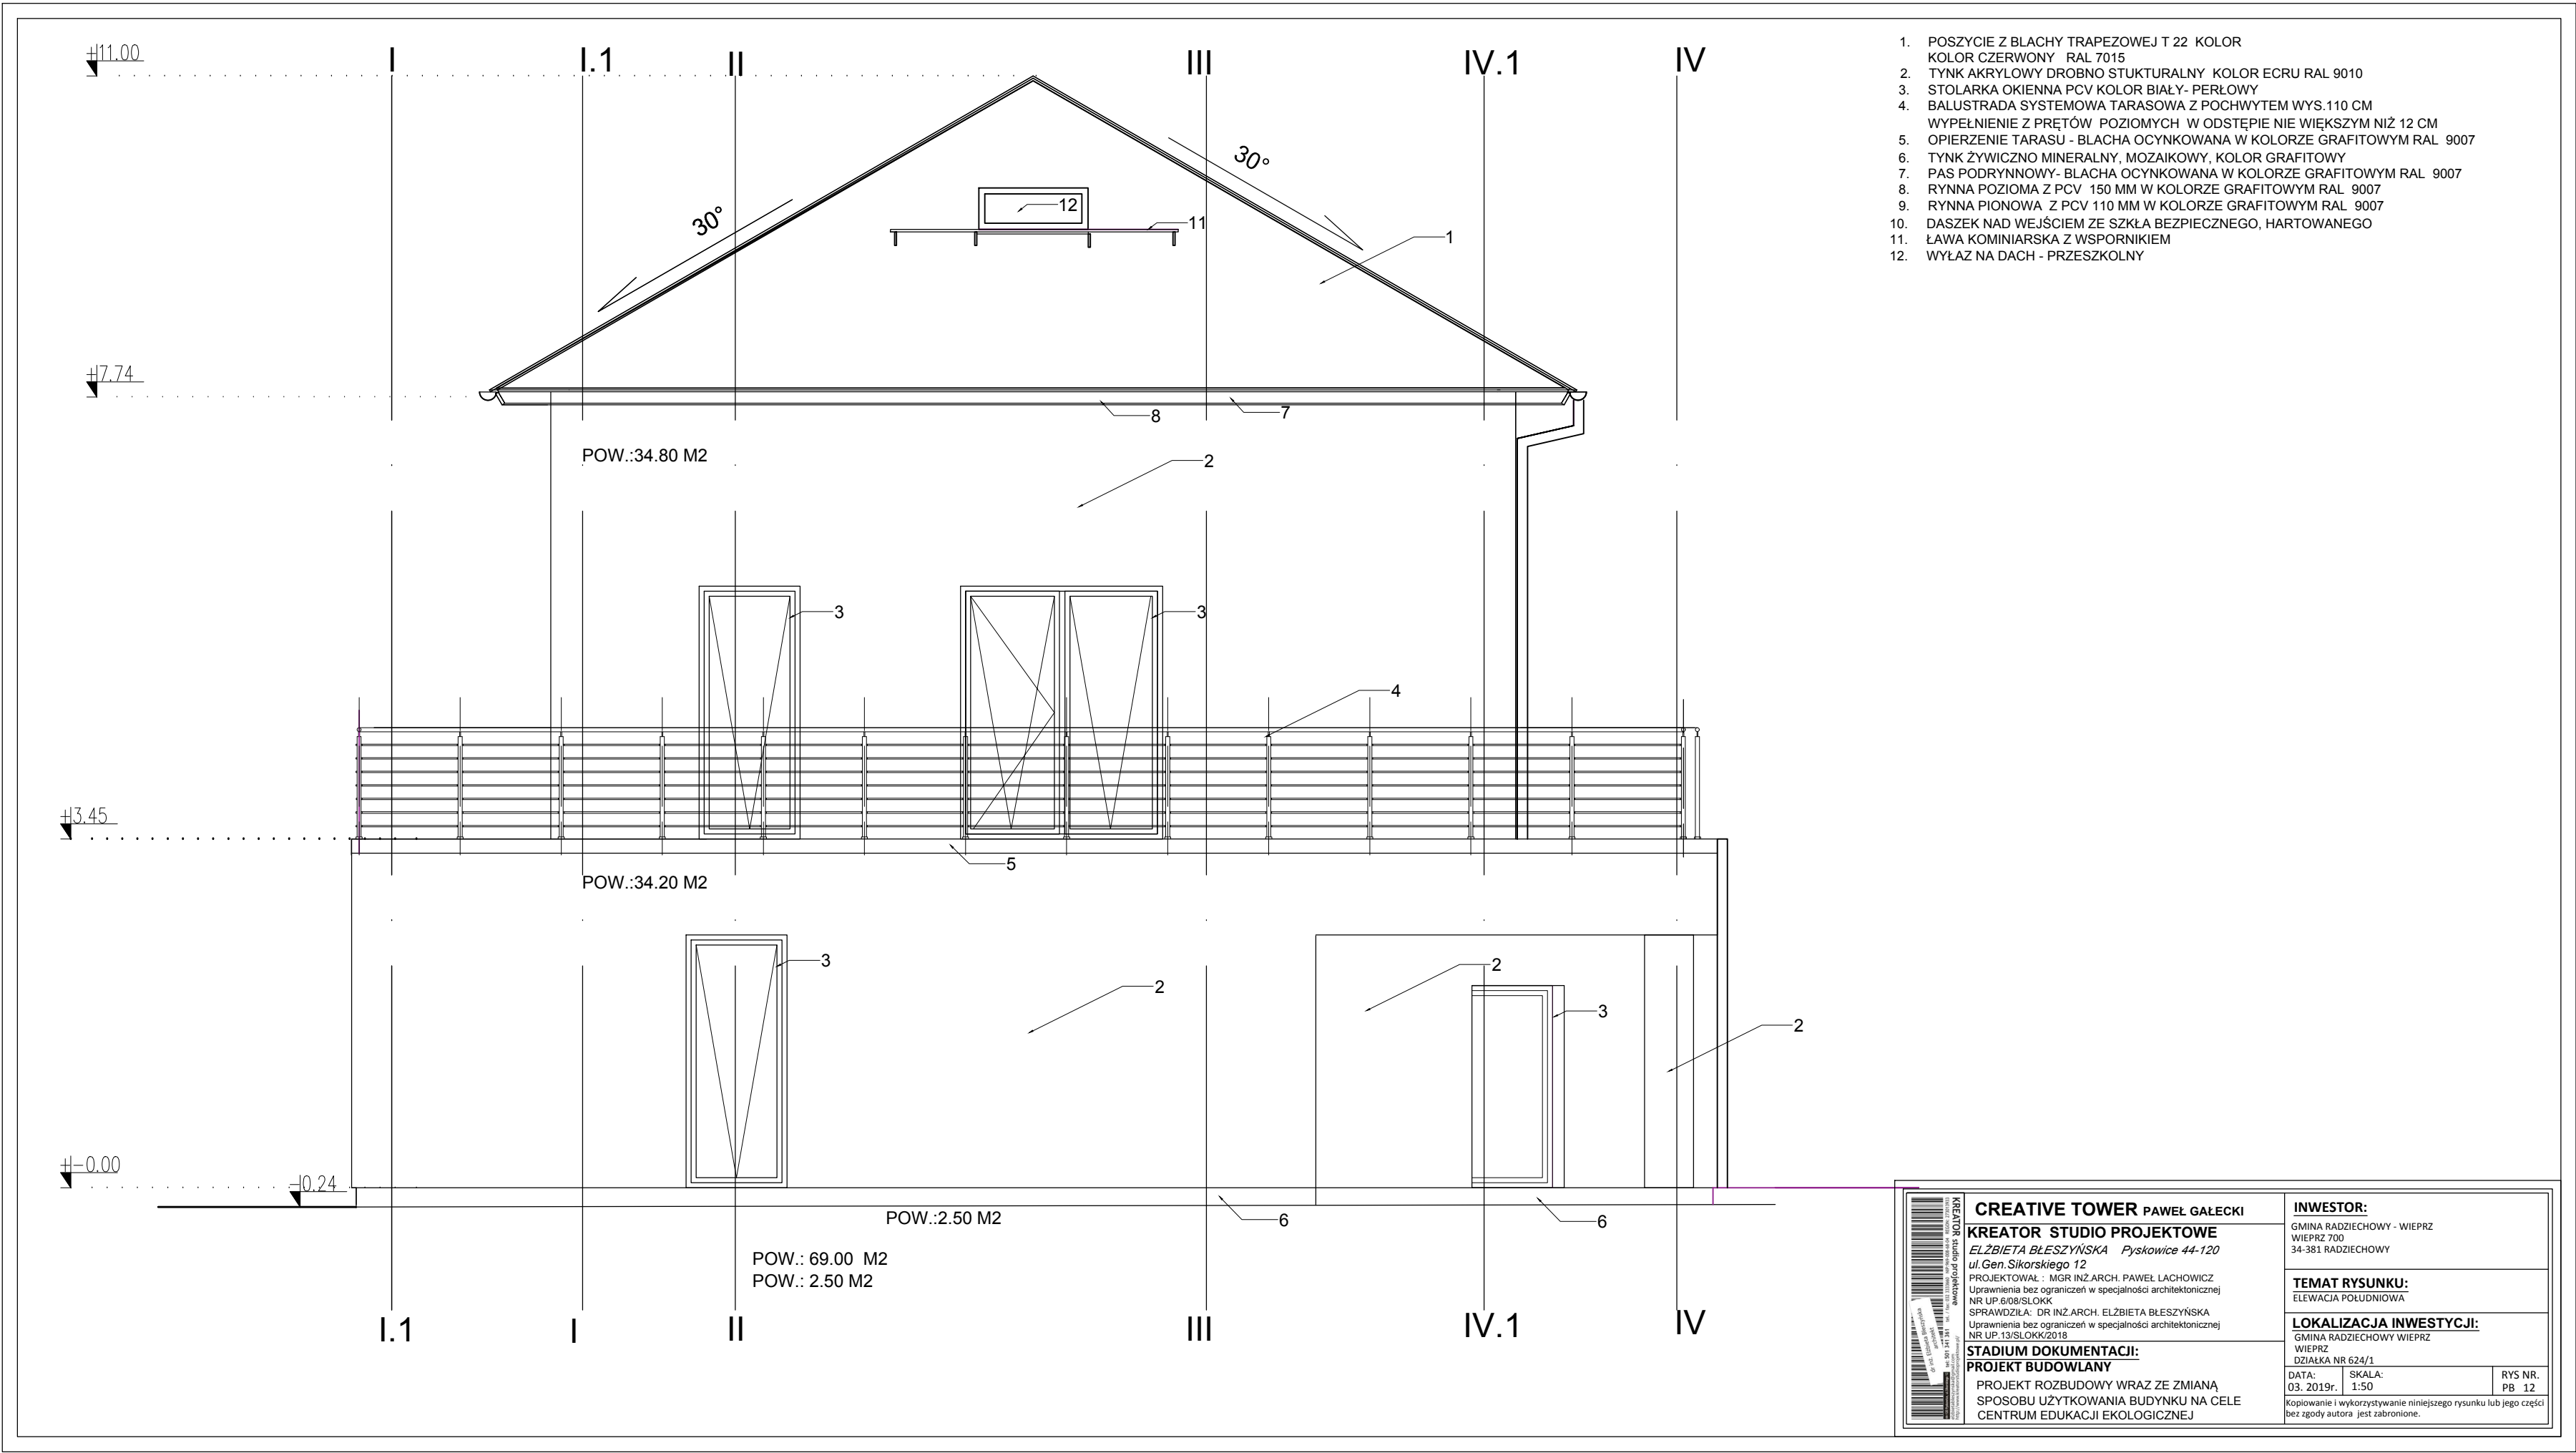 +11.00
I
I.1
II
III
IV.1
IV
30°
30°
12
11
1
+7.74
8
7
POW.:34.80 M2
2
3
3
4
+3.45
5
POW.:34.20 M2
3
2
2
3
2
+-0.00
-0.24
POW.:2.50 M2
6
6
POW.: 69.00 M2
POW.: 2.50 M2
I.1
I
II
III
IV.1
IV
1. POSZYCIE Z BLACHY TRAPEZOWEJ T 22 KOLOR
KOLOR CZERWONY RAL 7015
2. TYNK AKRYLOWY DROBNO STUKTURALNY KOLOR ECRU RAL 9010
3. STOLARKA OKIENNA PCV KOLOR BIAŁY- PERŁOWY
4. BALUSTRADA SYSTEMOWA TARASOWA Z POCHWYTEM WYS.110 CM
WYPEŁNIENIE Z PRĘTÓW POZIOMYCH W ODSTĘPIE NIE WIĘKSZYM NIŻ 12 CM
5. OPIERZENIE TARASU - BLACHA OCYNKOWANA W KOLORZE GRAFITOWYM RAL 9007
6. TYNK ŻYWICZNO MINERALNY, MOZAIKOWY, KOLOR GRAFITOWY
7. PAS PODRYNNOWY- BLACHA OCYNKOWANA W KOLORZE GRAFITOWYM RAL 9007
8. RYNNA POZIOMA Z PCV 150 MM W KOLORZE GRAFITOWYM RAL 9007
9. RYNNA PIONOWA Z PCV 110 MM W KOLORZE GRAFITOWYM RAL 9007
10. DASZEK NAD WEJŚCIEM ZE SZKŁA BEZPIECZNEGO, HARTOWANEGO
11. ŁAWA KOMINIARSKA Z WSPORNIKIEM
12. WYŁAZ NA DACH - PRZESZKOLNY
KREATOR studio projektowe
CREATIVE TOWER PAWEŁ GAŁECKI
KREATOR STUDIO PROJEKTOWE
ELŻBIETA BŁESZYŃSKA Pyskowice 44-120
ul.Gen.Sikorskiego 12
PROJEKTOWAŁ : MGR INŻ.ARCH. PAWEŁ LACHOWICZ
Uprawnienia bez ograniczeń w specjalności architektonicznej
NR UP.6/08/SLOKK
SPRAWDZIŁA: DR INŻ.ARCH. ELŻBIETA BŁESZYŃSKA
Uprawnienia bez ograniczeń w specjalności architektonicznej
NR UP.13/SLOKK/2018
STADIUM DOKUMENTACJI:
PROJEKT BUDOWLANY
PROJEKT ROZBUDOWY WRAZ ZE ZMIANĄ
SPOSOBU UŻYTKOWANIA BUDYNKU NA CELE
CENTRUM EDUKACJI EKOLOGICZNEJ
INWESTOR:
GMINA RADZIECHOWY - WIEPRZ
WIEPRZ 700
34-381 RADZIECHOWY
TEMAT RYSUNKU:
ELEWACJA POŁUDNIOWA
LOKALIZACJA INWESTYCJI:
GMINA RADZIECHOWY WIEPRZ
WIEPRZ
DZIAŁKA NR 624/1
DATA:
03. 2019r.
SKALA:
1:50
RYS NR.
PB 12
Kopiowanie i wykorzystywanie niniejszego rysunku lub jego części
bez zgody autora jest zabronione.